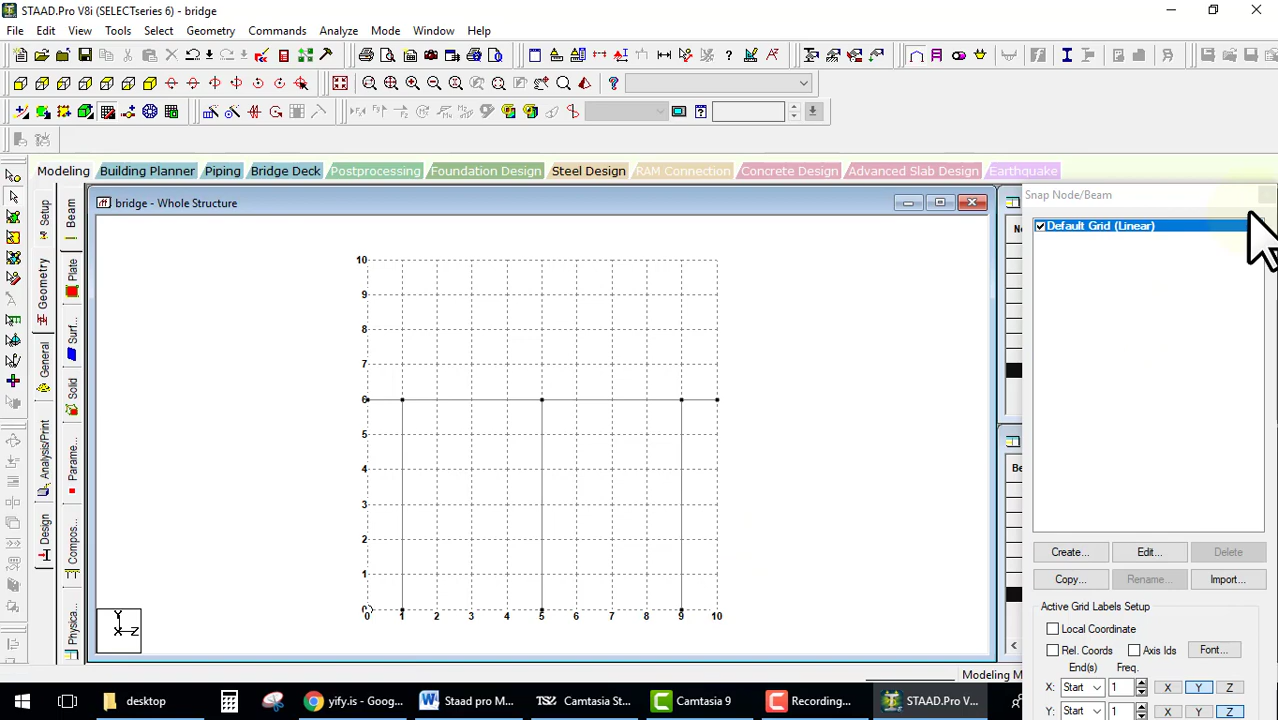 STAAD.Pro V8i (SELECTseries 6) - bridge
File Edit View Tools Select Geometry Commands Analyze Mode Window Help
Modeling Building Planner Piping Bridge Deck Postprocessing Foundation Design Steel Design RAM Connection Concrete Design Advanced Slab Design Earthquake
Setup
Geometry
General
Analysis/Print
Design
Beam
Plate
Surf...
Solid
Parame...
Compos...
Physica...
bridge - Whole Structure
10
9
8
7
6
5
4
3
2
1
0
0 1 2 3 4 5 6 7 8 9 10
Y
X Z
Snap Node/Beam
Default Grid (Linear)
Create... Edit... Delete
Copy... Rename... Import...
Active Grid Labels Setup
Local Coordinate
Rel. Coords Axis Ids Font...
End(s) Freq.
X: Start 1 X Y Z
Y: Start 1 X Y Z
Modeling M
desktop
yify.is - Goog...
Staad pro M...
Camtasia St...
Camtasia 9
Recording...
STAAD.Pro V...